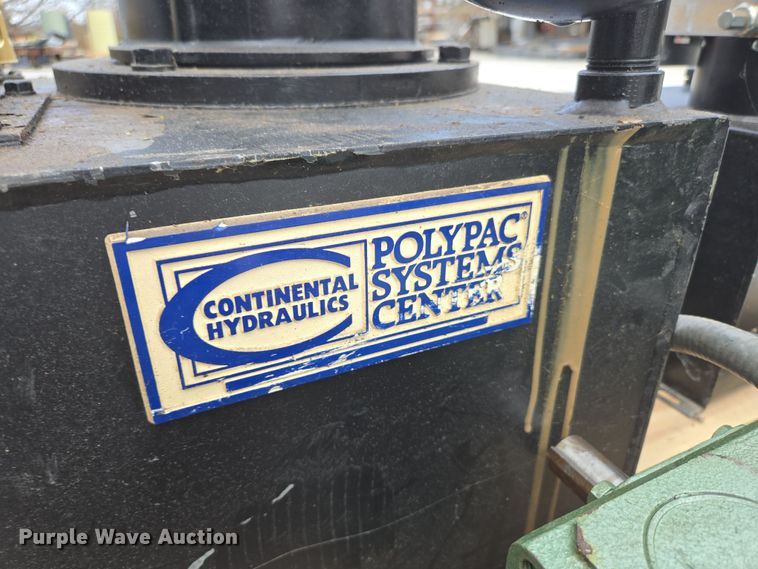 CONTINENTAL
HYDRAULICS
POLYPAC®
SYSTEMS
CENTER
Purple Wave Auction